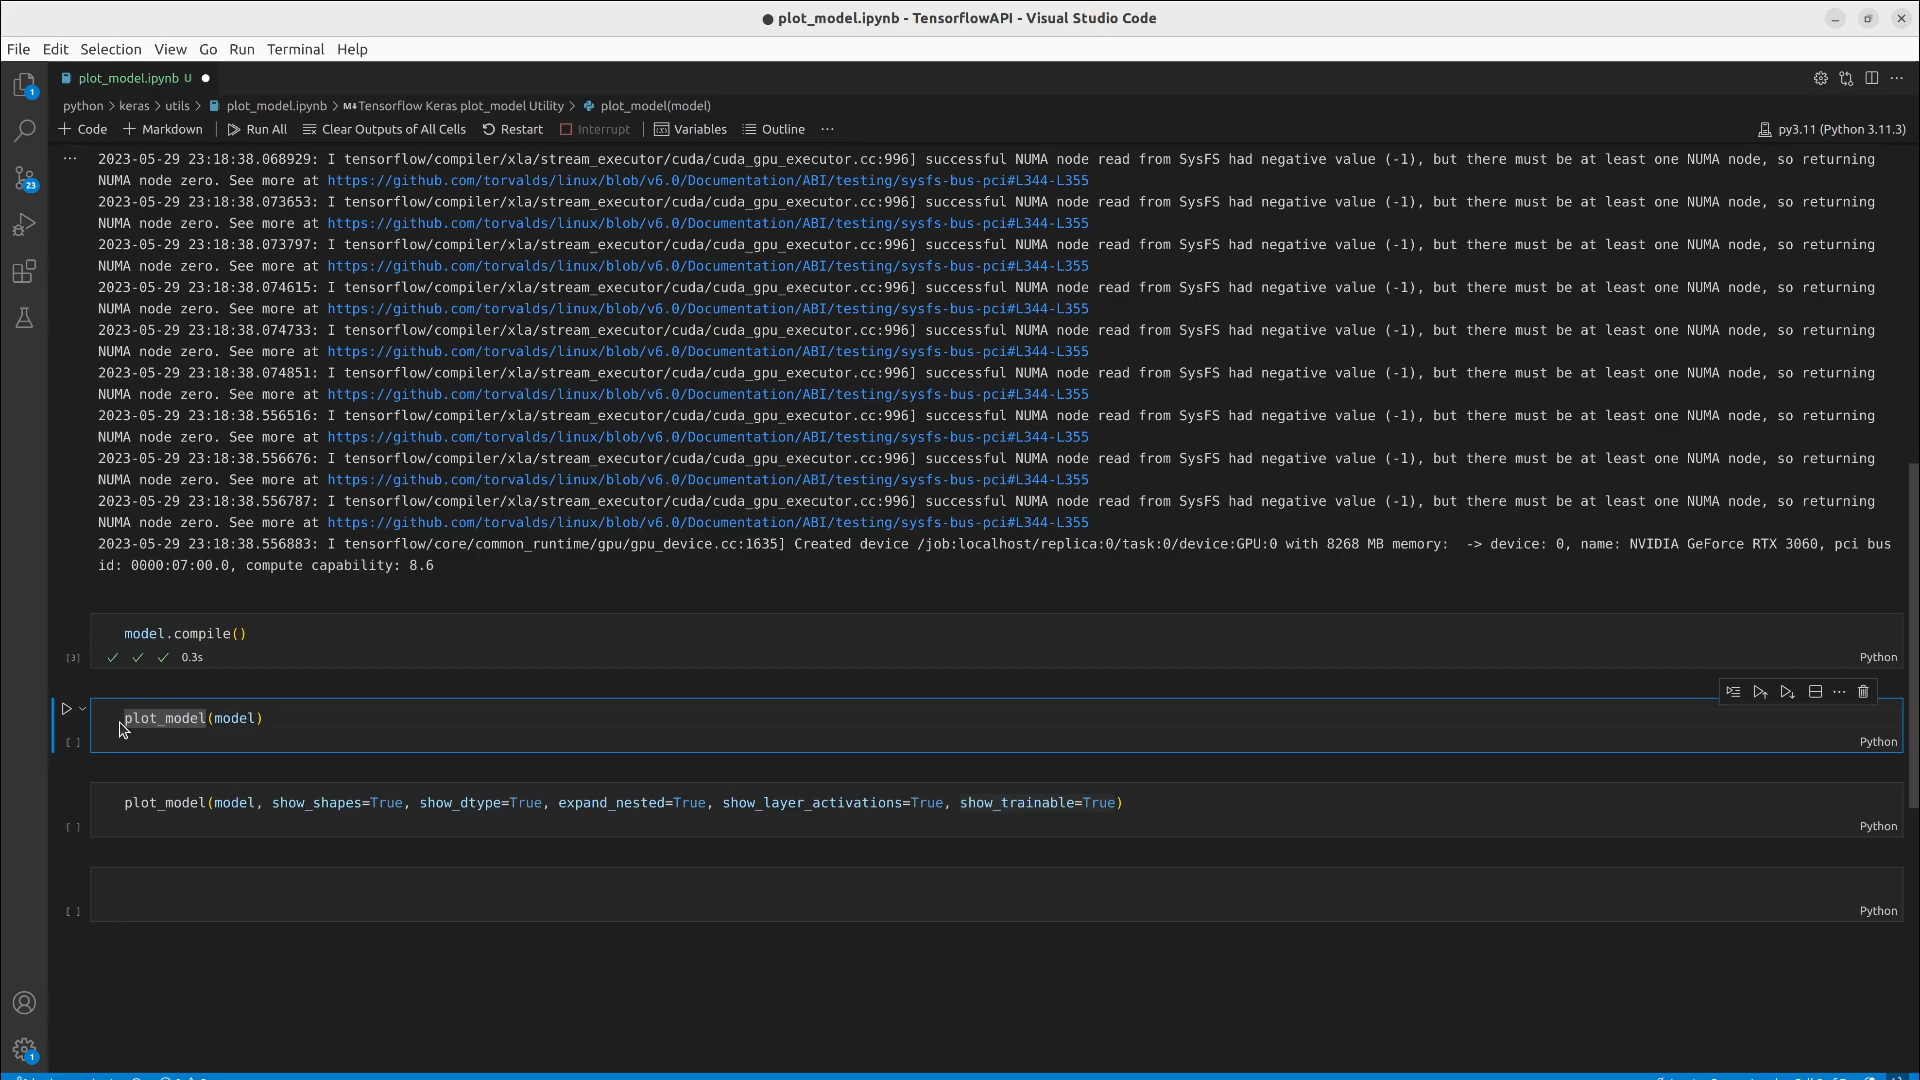 plot_model.ipynb - TensorflowAPI - Visual Studio Code
File Edit Selection View Go Run Terminal Help
plot_model.ipynb U
python > keras > utils > plot_model.ipynb > M↓Tensorflow Keras plot_model Utility > plot_model(model)
+ Code + Markdown Run All Clear Outputs of All Cells Restart Interrupt Variables Outline ... py3.11 (Python 3.11.3)
2023-05-29 23:18:38.068929: I tensorflow/compiler/xla/stream_executor/cuda/cuda_gpu_executor.cc:996] successful NUMA node read from SysFS had negative value (-1), but there must be at least one NUMA node, so returning
NUMA node zero. See more at https://github.com/torvalds/linux/blob/v6.0/Documentation/ABI/testing/sysfs-bus-pci#L344-L355
2023-05-29 23:18:38.073653: I tensorflow/compiler/xla/stream_executor/cuda/cuda_gpu_executor.cc:996] successful NUMA node read from SysFS had negative value (-1), but there must be at least one NUMA node, so returning
NUMA node zero. See more at https://github.com/torvalds/linux/blob/v6.0/Documentation/ABI/testing/sysfs-bus-pci#L344-L355
2023-05-29 23:18:38.073797: I tensorflow/compiler/xla/stream_executor/cuda/cuda_gpu_executor.cc:996] successful NUMA node read from SysFS had negative value (-1), but there must be at least one NUMA node, so returning
NUMA node zero. See more at https://github.com/torvalds/linux/blob/v6.0/Documentation/ABI/testing/sysfs-bus-pci#L344-L355
2023-05-29 23:18:38.074615: I tensorflow/compiler/xla/stream_executor/cuda/cuda_gpu_executor.cc:996] successful NUMA node read from SysFS had negative value (-1), but there must be at least one NUMA node, so returning
NUMA node zero. See more at https://github.com/torvalds/linux/blob/v6.0/Documentation/ABI/testing/sysfs-bus-pci#L344-L355
2023-05-29 23:18:38.074733: I tensorflow/compiler/xla/stream_executor/cuda/cuda_gpu_executor.cc:996] successful NUMA node read from SysFS had negative value (-1), but there must be at least one NUMA node, so returning
NUMA node zero. See more at https://github.com/torvalds/linux/blob/v6.0/Documentation/ABI/testing/sysfs-bus-pci#L344-L355
2023-05-29 23:18:38.074851: I tensorflow/compiler/xla/stream_executor/cuda/cuda_gpu_executor.cc:996] successful NUMA node read from SysFS had negative value (-1), but there must be at least one NUMA node, so returning
NUMA node zero. See more at https://github.com/torvalds/linux/blob/v6.0/Documentation/ABI/testing/sysfs-bus-pci#L344-L355
2023-05-29 23:18:38.556516: I tensorflow/compiler/xla/stream_executor/cuda/cuda_gpu_executor.cc:996] successful NUMA node read from SysFS had negative value (-1), but there must be at least one NUMA node, so returning
NUMA node zero. See more at https://github.com/torvalds/linux/blob/v6.0/Documentation/ABI/testing/sysfs-bus-pci#L344-L355
2023-05-29 23:18:38.556676: I tensorflow/compiler/xla/stream_executor/cuda/cuda_gpu_executor.cc:996] successful NUMA node read from SysFS had negative value (-1), but there must be at least one NUMA node, so returning
NUMA node zero. See more at https://github.com/torvalds/linux/blob/v6.0/Documentation/ABI/testing/sysfs-bus-pci#L344-L355
2023-05-29 23:18:38.556787: I tensorflow/compiler/xla/stream_executor/cuda/cuda_gpu_executor.cc:996] successful NUMA node read from SysFS had negative value (-1), but there must be at least one NUMA node, so returning
NUMA node zero. See more at https://github.com/torvalds/linux/blob/v6.0/Documentation/ABI/testing/sysfs-bus-pci#L344-L355
2023-05-29 23:18:38.556883: I tensorflow/core/common_runtime/gpu/gpu_device.cc:1635] Created device /job:localhost/replica:0/task:0/device:GPU:0 with 8268 MB memory:  -> device: 0, name: NVIDIA GeForce RTX 3060, pci bus
id: 0000:07:00.0, compute capability: 8.6
model.compile()
[3] ✓ ✓ ✓ 0.3s Python
plot_model(model)
[ ] Python
plot_model(model, show_shapes=True, show_dtype=True, expand_nested=True, show_layer_activations=True, show_trainable=True)
[ ] Python
[ ] Python
1
23
1